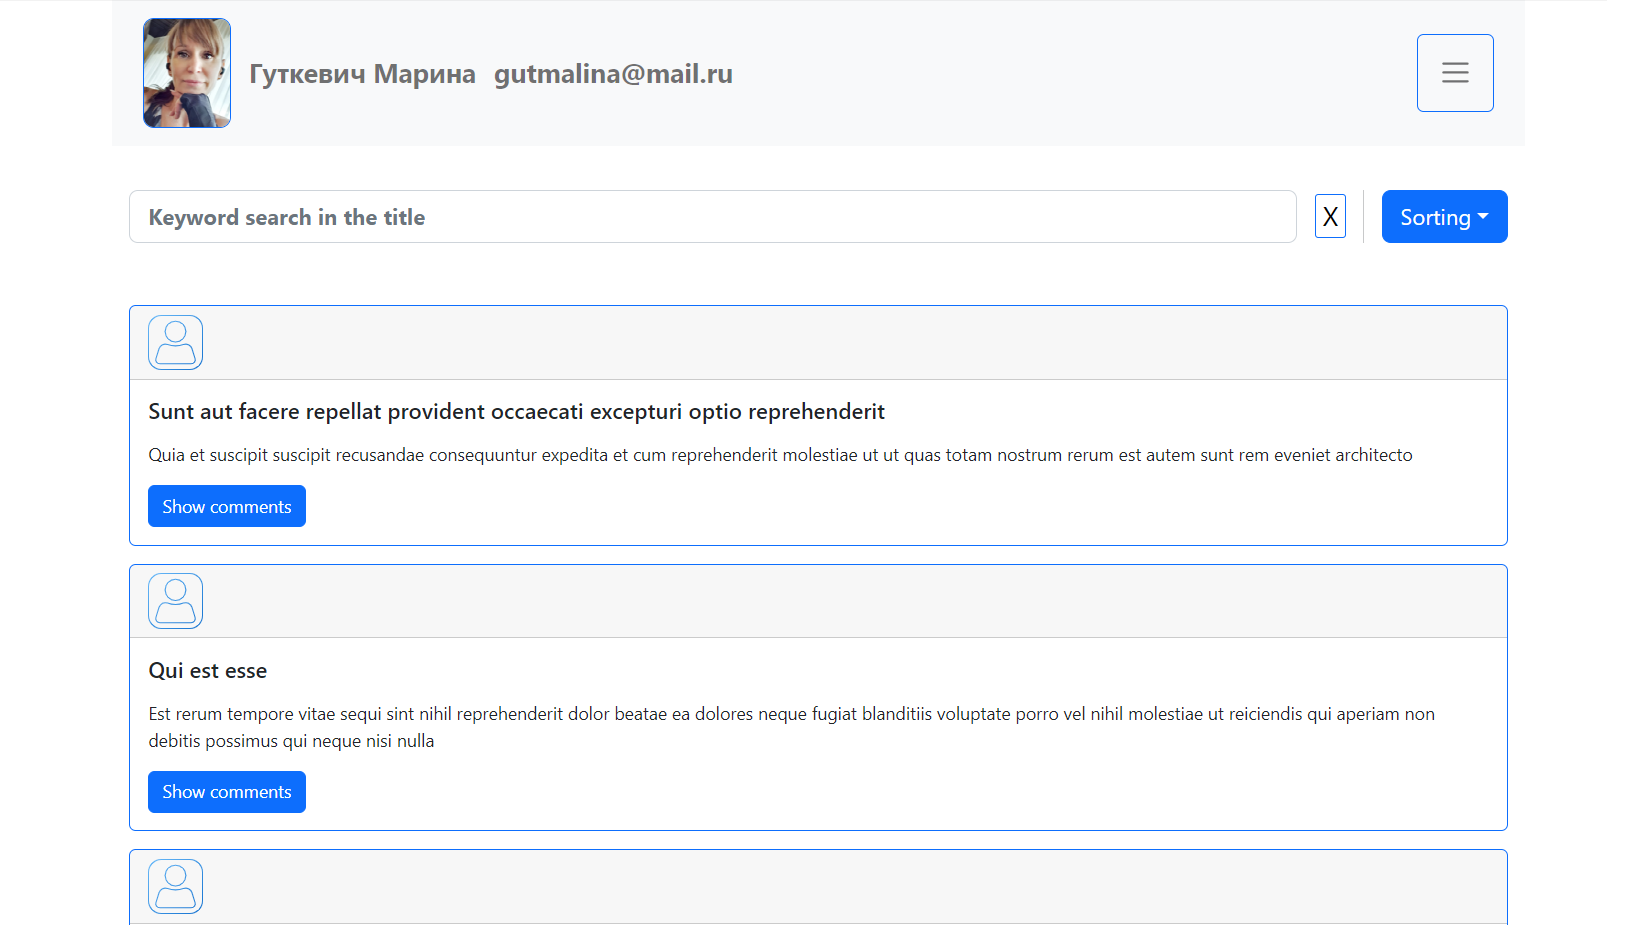 Гуткевич Марина gutmalina@mail.ru
Keyword search in the title
X
Sorting
Sunt aut facere repellat provident occaecati excepturi optio reprehenderit
Quia et suscipit suscipit recusandae consequuntur expedita et cum reprehenderit molestiae ut ut quas totam nostrum rerum est autem sunt rem eveniet architecto
Show comments
Qui est esse
Est rerum tempore vitae sequi sint nihil reprehenderit dolor beatae ea dolores neque fugiat blanditiis voluptate porro vel nihil molestiae ut reiciendis qui aperiam non
debitis possimus qui neque nisi nulla
Show comments